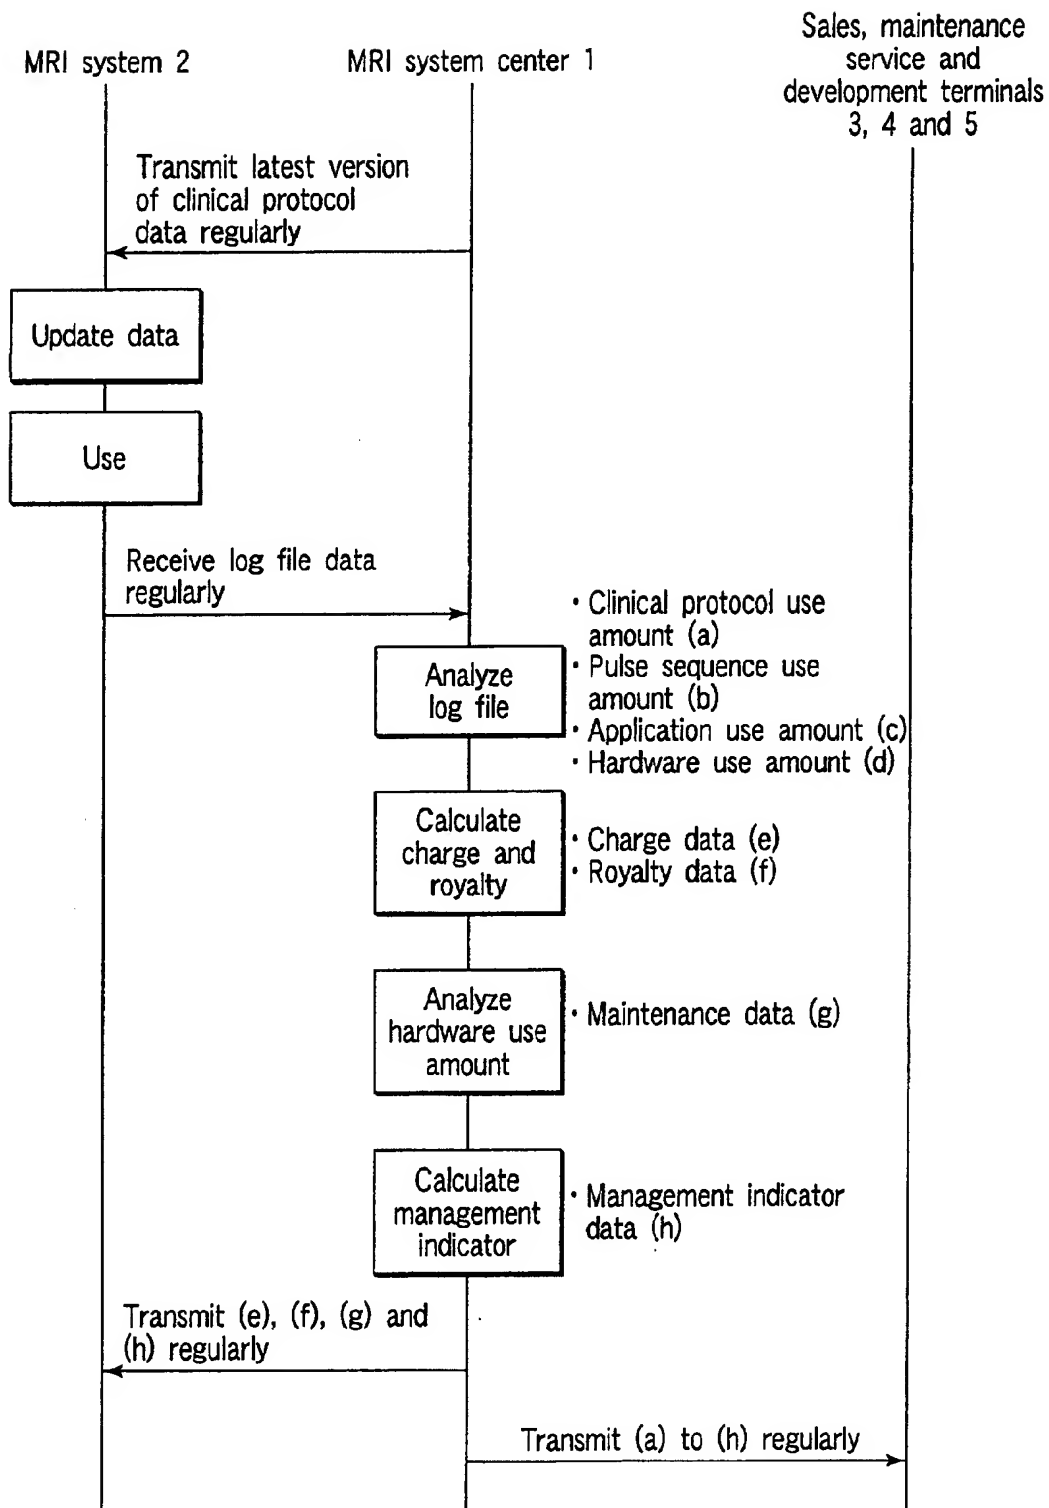 MRI system 2
MRI system center 1
Sales, maintenance
service and
development terminals
3, 4 and 5
Transmit latest version
of clinical protocol
data regularly
Update data
Use
Receive log file data
regularly
Analyze
log file
· Clinical protocol use
amount (a)
· Pulse sequence use
amount (b)
· Application use amount (c)
· Hardware use amount (d)
Calculate
charge and
royalty
· Charge data (e)
· Royalty data (f)
Analyze
hardware use
amount
· Maintenance data (g)
Calculate
management
indicator
· Management indicator
data (h)
Transmit (e), (f), (g) and
(h) regularly
Transmit (a) to (h) regularly